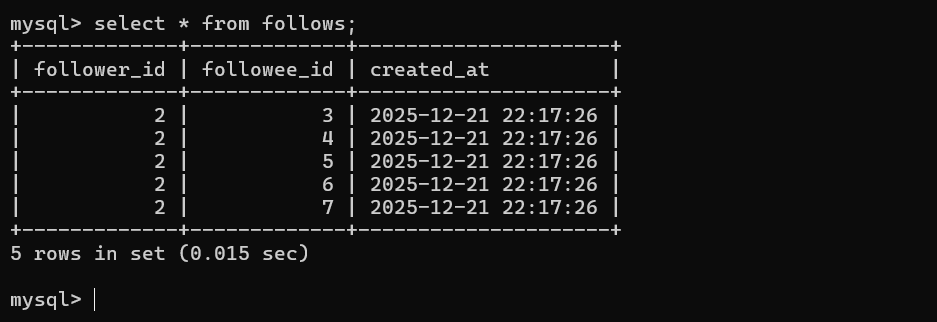 mysql> select * from follows;
+-------------+-------------+---------------------+
| follower_id | followee_id | created_at          |
+-------------+-------------+---------------------+
|           2 |           3 | 2025-12-21 22:17:26 |
|           2 |           4 | 2025-12-21 22:17:26 |
|           2 |           5 | 2025-12-21 22:17:26 |
|           2 |           6 | 2025-12-21 22:17:26 |
|           2 |           7 | 2025-12-21 22:17:26 |
+-------------+-------------+---------------------+
5 rows in set (0.015 sec)
mysql>